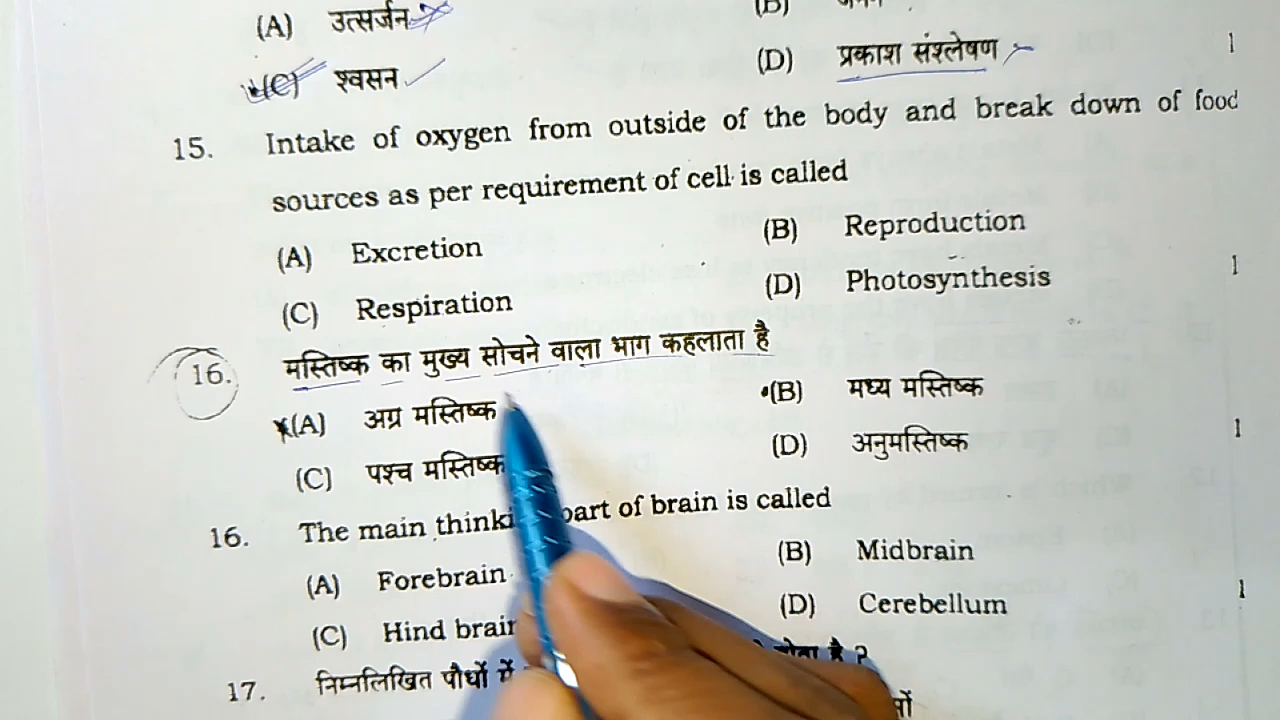 (A) उत्सर्जन (B)
(C) श्वसन (D) प्रकाश संश्लेषण 1
15. Intake of oxygen from outside of the body and break down of food
sources as per requirement of cell is called
(A) Excretion (B) Reproduction
(C) Respiration (D) Photosynthesis 1
16. मस्तिष्क का मुख्य सोचने वाला भाग कहलाता है
(A) अग्र मस्तिष्क (B) मध्य मस्तिष्क
(C) पश्च मस्तिष्क (D) अनुमस्तिष्क 1
16. The main part of brain is called
(A) Forebrain (B) Midbrain
(C) Hind (D) Cerebellum 1
17. निम्नलिखित पौधों में होता है ?